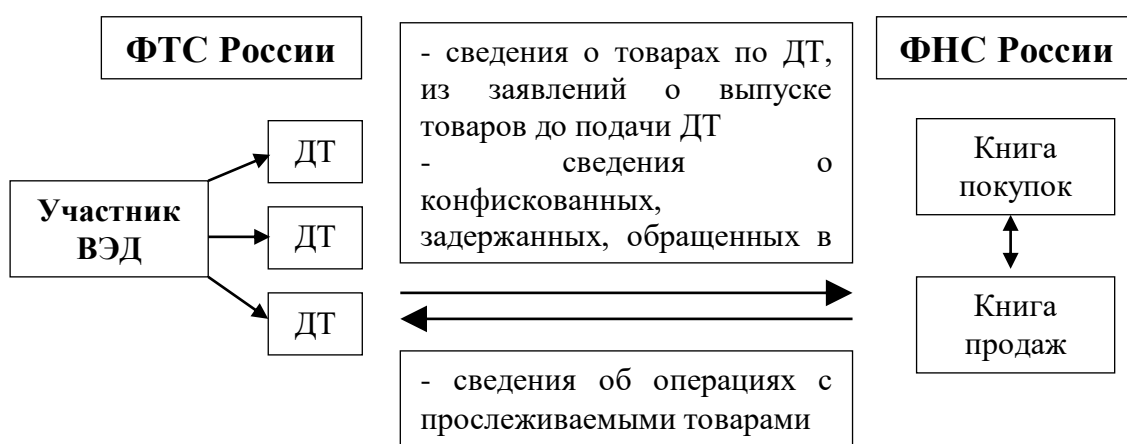 ФТС России
- сведения о товарах по ДТ,
из заявлений о выпуске
товаров до подачи ДТ
- сведения о
конфискованных,
задержанных, обращенных в
ФНС России
Участник
ВЭД
ДТ
ДТ
ДТ
Книга
покупок
Книга
продаж
- сведения об операциях с
прослеживаемыми товарами